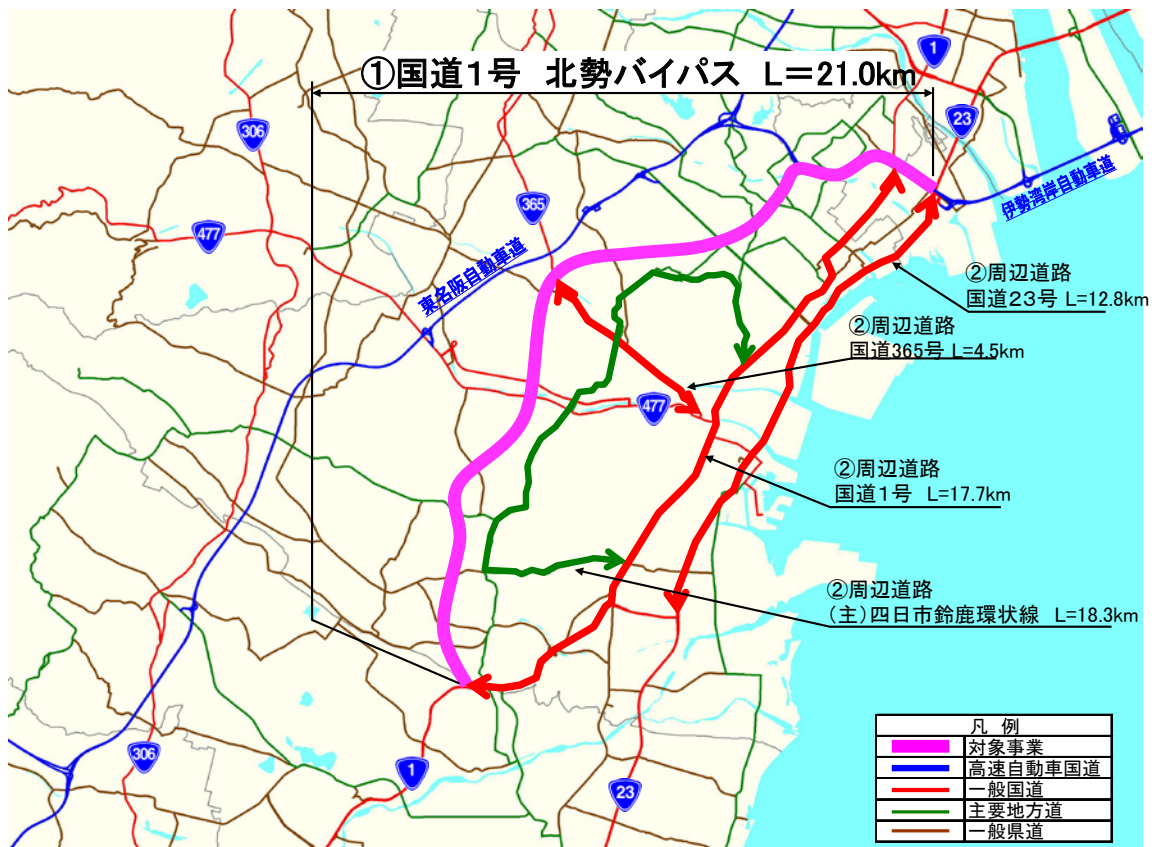 ①国道1号 北勢バイパス L=21.0km
1
23
306
365
477
伊勢湾岸自動車道
東名阪自動車道
②周辺道路
国道23号 L=12.8km
②周辺道路
国道365号 L=4.5km
477
②周辺道路
国道1号 L=17.7km
②周辺道路
(主)四日市鈴鹿環状線 L=18.3km
306
1
23
凡 例
対象事業
高速自動車国道
一般国道
主要地方道
一般県道